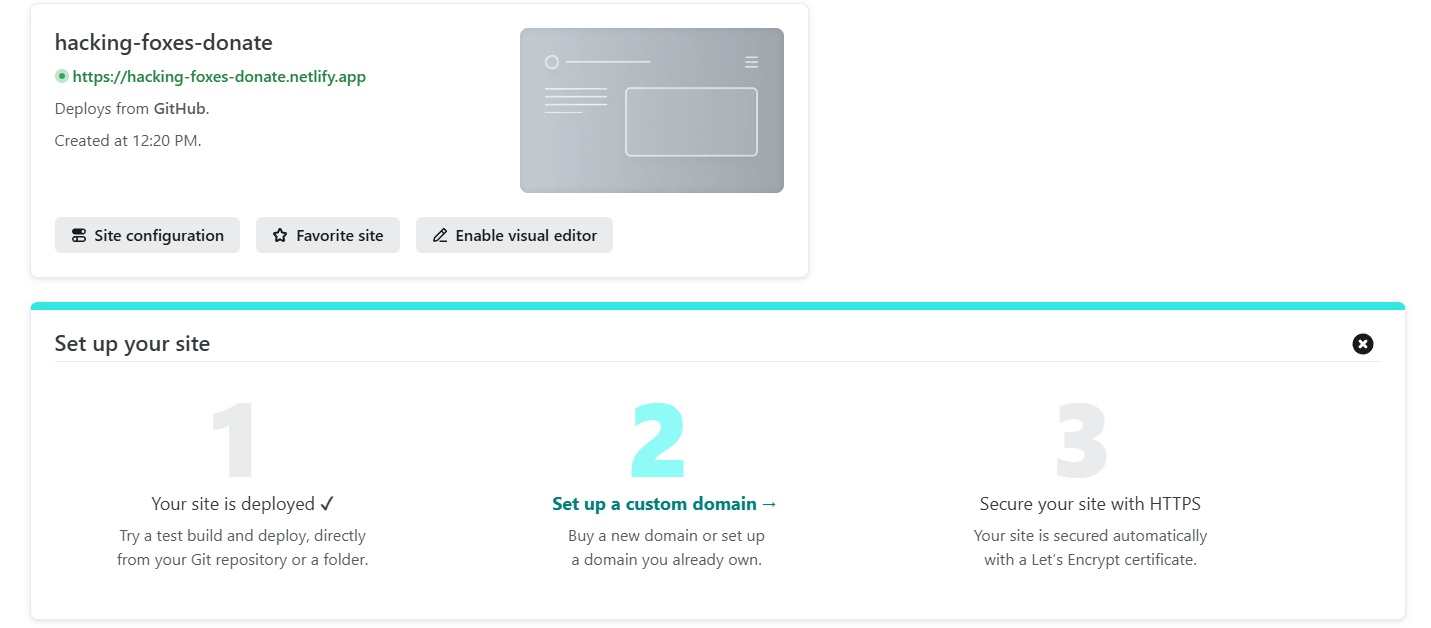 hacking-foxes-donate
https://hacking-foxes-donate.netlify.app
Deploys from GitHub.
Created at 12:20 PM.
Site configuration
Favorite site
Enable visual editor
Set up your site
1
Your site is deployed ✓
Try a test build and deploy, directly
from your Git repository or a folder.
2
Set up a custom domain →
Buy a new domain or set up
a domain you already own.
3
Secure your site with HTTPS
Your site is secured automatically
with a Let’s Encrypt certificate.